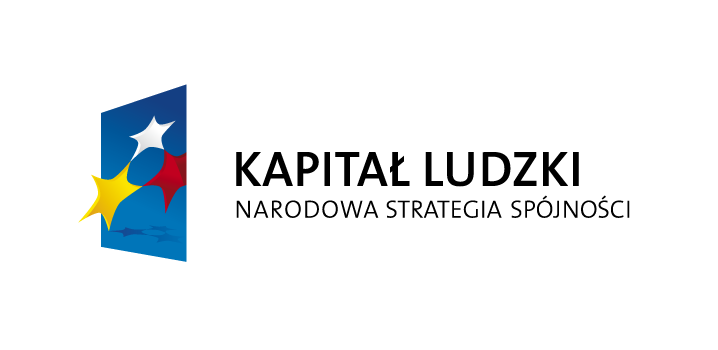 KAPITAŁ LUDZKI
NARODOWA STRATEGIA SPÓJNOŚCI